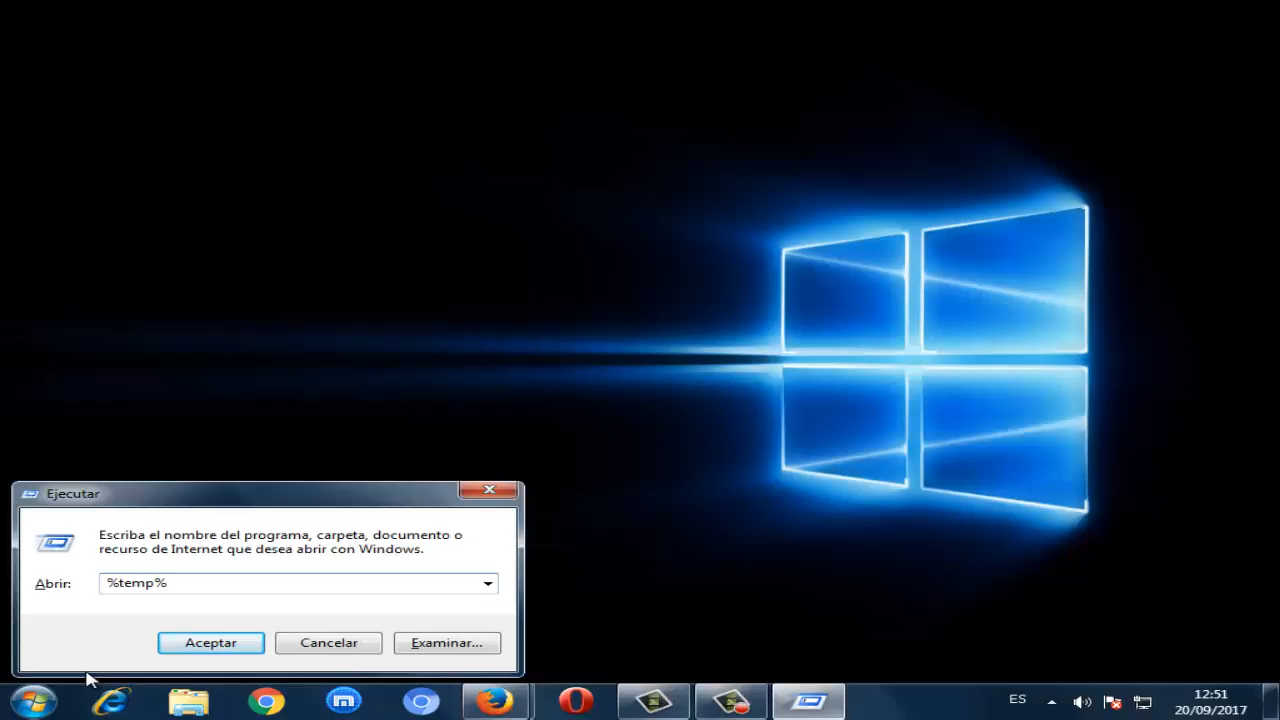 Ejecutar
Escriba el nombre del programa, carpeta, documento o
recurso de Internet que desea abrir con Windows.
Abrir:
%temp%
Aceptar
Cancelar
Examinar...
ES
12:51
20/09/2017